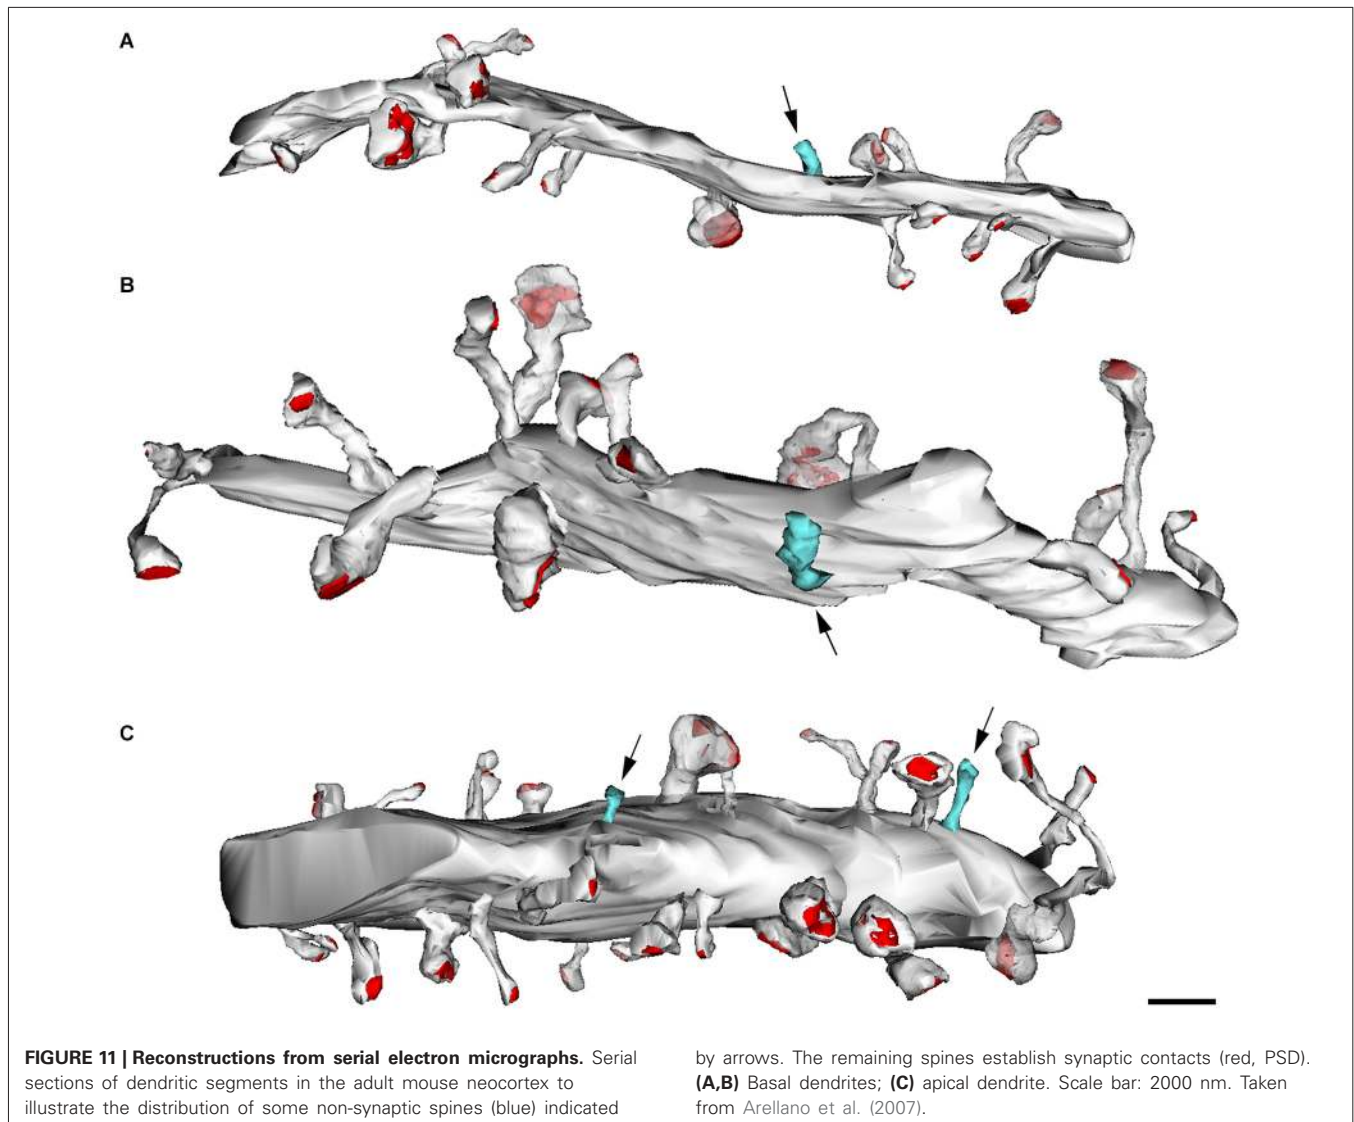 A
B
C
FIGURE 11 | Reconstructions from serial electron micrographs. Serial
sections of dendritic segments in the adult mouse neocortex to
illustrate the distribution of some non-synaptic spines (blue) indicated
by arrows. The remaining spines establish synaptic contacts (red, PSD).
(A,B) Basal dendrites; (C) apical dendrite. Scale bar: 2000 nm. Taken
from Arellano et al. (2007).